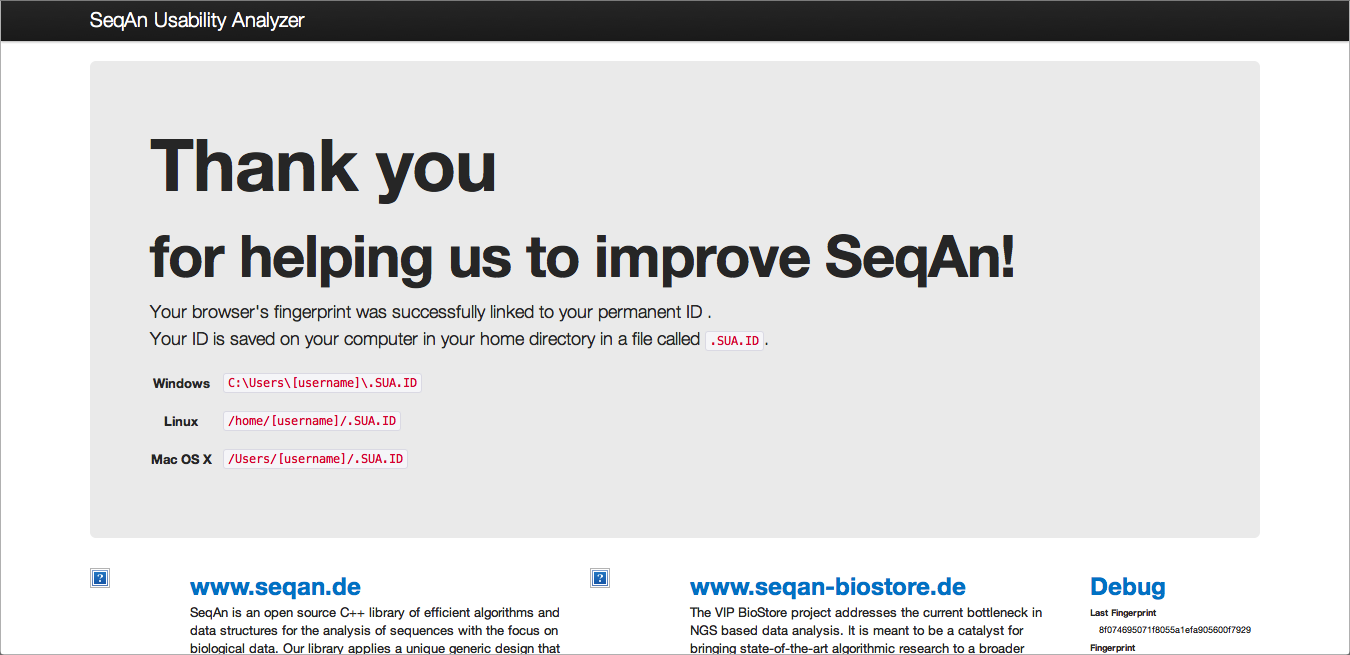 SeqAn Usability Analyzer
Thank you
for helping us to improve SeqAn!
Your browser's fingerprint was successfully linked to your permanent ID .
Your ID is saved on your computer in your home directory in a file called .SUA.ID.
Windows C:\Users\[username]\.SUA.ID
Linux /home/[username]/.SUA.ID
Mac OS X /Users/[username]/.SUA.ID
www.seqan.de
SeqAn is an open source C++ library of efficient algorithms and
data structures for the analysis of sequences with the focus on
biological data. Our library applies a unique generic design that
www.seqan-biostore.de
The VIP BioStore project addresses the current bottleneck in
NGS based data analysis. It is meant to be a catalyst for
bringing state-of-the-art algorithmic research to a broader
Debug
Last Fingerprint
8f074695071f8055a1efa905600f7929
Fingerprint